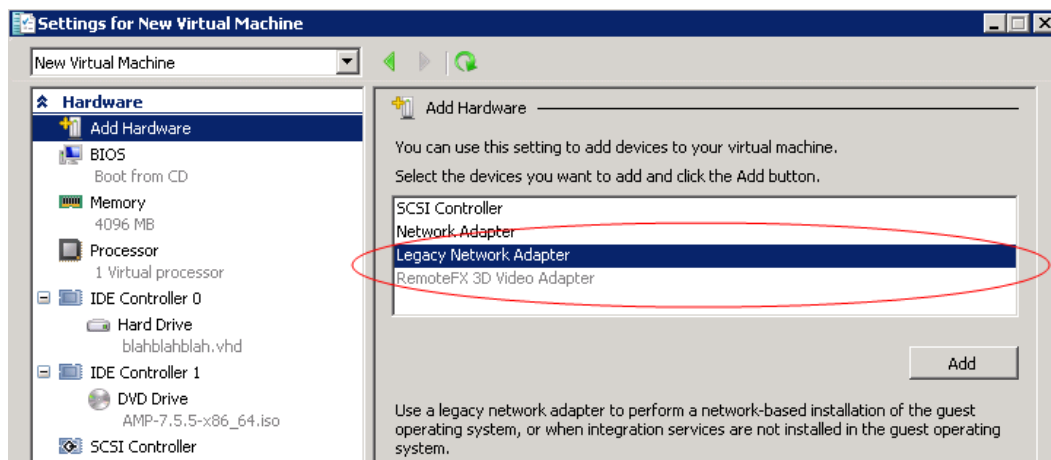 Settings for New Virtual Machine
New Virtual Machine
Hardware
Add Hardware
BIOS
Boot from CD
Memory
4096 MB
Processor
1 Virtual processor
IDE Controller 0
Hard Drive
blahblahblah.vhd
IDE Controller 1
DVD Drive
AMP-7.5.5-x86_64.iso
SCSI Controller
Add Hardware
You can use this setting to add devices to your virtual machine.
Select the devices you want to add and click the Add button.
SCSI Controller
Network Adapter
Legacy Network Adapter
RemoteFX 3D Video Adapter
Add
Use a legacy network adapter to perform a network-based installation of the guest
operating system, or when integration services are not installed in the guest operating
system.